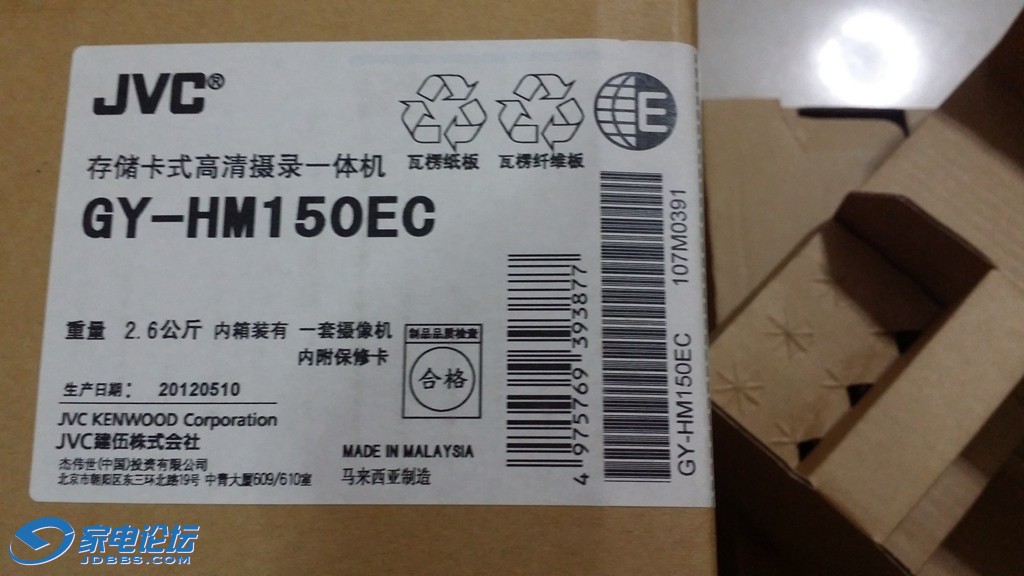 JVC®
瓦楞纸板
瓦楞纤维板
E
存储卡式高清摄录一体机
GY-HM150EC
重量 2.6公斤 内箱装有 一套摄像机
内附保修卡
制品品质检查
合格
生产日期: 20120510
JVC KENWOOD Corporation
JVC建伍株式会社
杰伟世(中国)投资有限公司
北京市朝阳区东三环北路19号 中青大厦609/610室
MADE IN MALAYSIA
马来西亚制造
4 975769 393877
GY-HM150EC 107M0391
家电论坛
JDBBS.COM